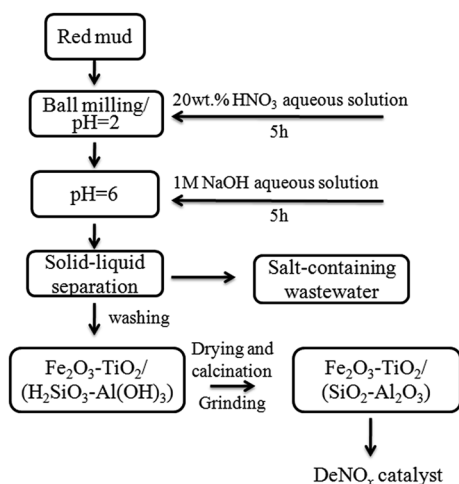 Red mud
Ball milling/
pH=2
20wt.% HNO₃ aqueous solution
5h
pH=6
1M NaOH aqueous solution
5h
Solid-liquid
separation
Salt-containing
wastewater
washing
Fe₂O₃-TiO₂/
(H₂SiO₃-Al(OH)₃)
Drying and
calcination
Grinding
Fe₂O₃-TiO₂/
(SiO₂-Al₂O₃)
DeNOₓ catalyst